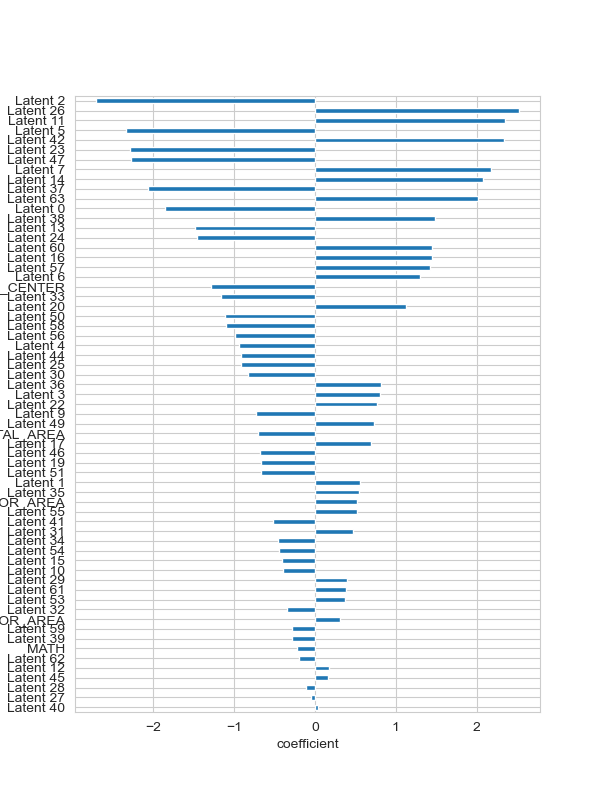 Latent 2
Latent 26
Latent 11
Latent 5
Latent 42
Latent 23
Latent 47
Latent 7
Latent 14
Latent 37
Latent 63
Latent 0
Latent 38
Latent 13
Latent 24
Latent 60
Latent 16
Latent 57
Latent 6
_CENTER
Latent 33
Latent 20
Latent 50
Latent 58
Latent 56
Latent 4
Latent 44
Latent 25
Latent 30
Latent 36
Latent 3
Latent 22
Latent 9
Latent 49
TAL_AREA
Latent 17
Latent 46
Latent 19
Latent 51
Latent 1
Latent 35
OR_AREA
Latent 55
Latent 41
Latent 31
Latent 34
Latent 54
Latent 15
Latent 10
Latent 29
Latent 61
Latent 53
Latent 32
OR_AREA
Latent 59
Latent 39
MATH
Latent 62
Latent 12
Latent 45
Latent 28
Latent 27
Latent 40
−2 −1 0 1 2
coefficient